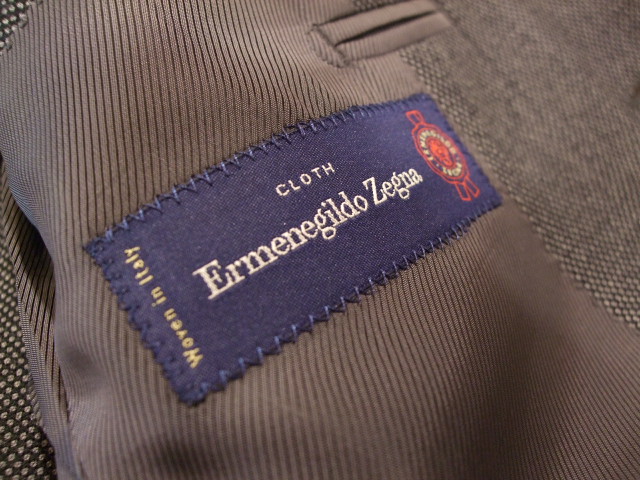 CLOTH
Ermenegildo Zegna
Woven in Italy